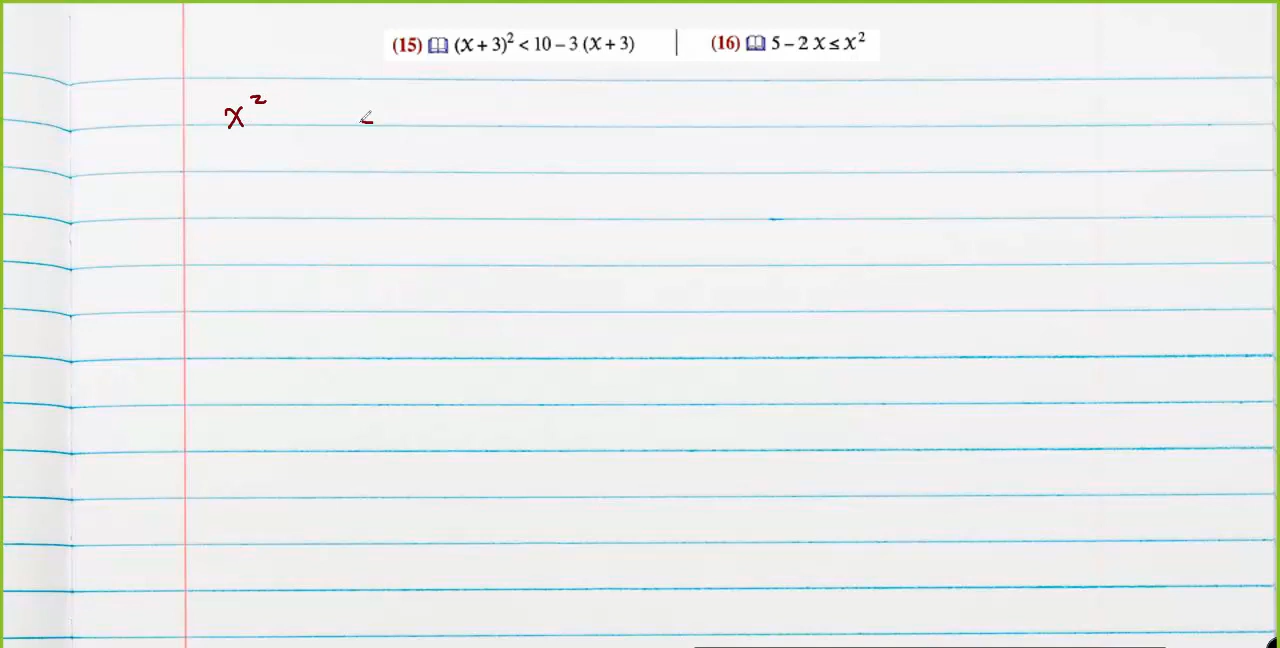 (15) (x + 3)² < 10 – 3 (x + 3) | (16) 5 – 2 x ≤ x²
x² <